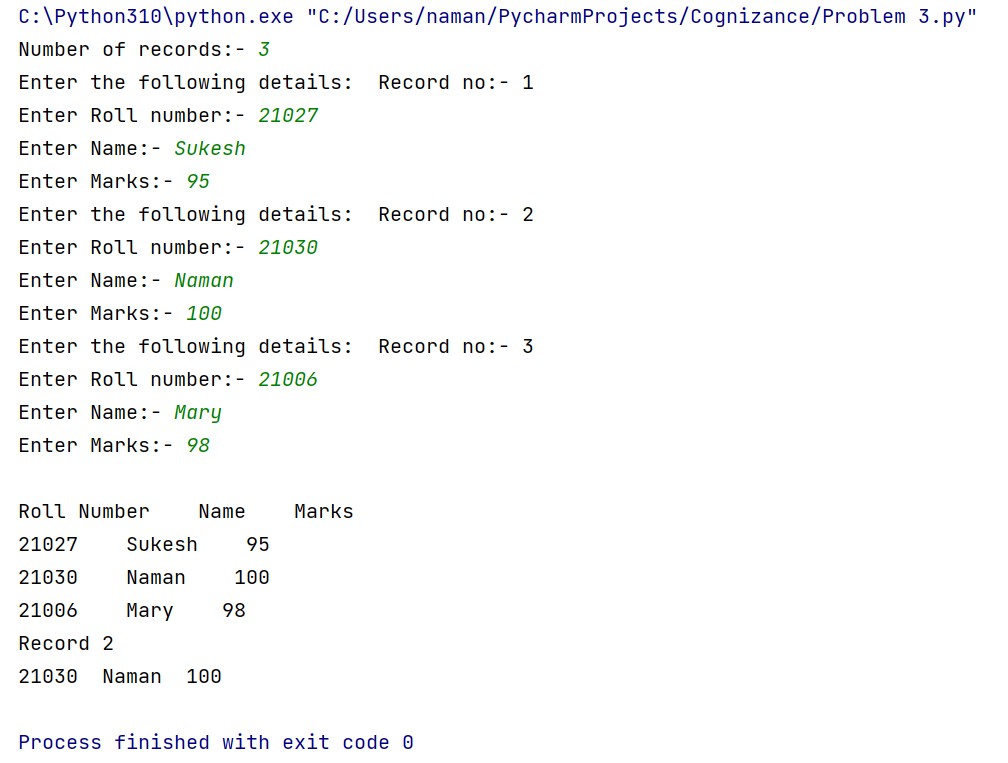 C:\Python310\python.exe "C:/Users/naman/PycharmProjects/Cognizance/Problem 3.py"
Number of records:- 3
Enter the following details:  Record no:- 1
Enter Roll number:- 21027
Enter Name:- Sukesh
Enter Marks:- 95
Enter the following details:  Record no:- 2
Enter Roll number:- 21030
Enter Name:- Naman
Enter Marks:- 100
Enter the following details:  Record no:- 3
Enter Roll number:- 21006
Enter Name:- Mary
Enter Marks:- 98
Roll Number    Name    Marks
21027    Sukesh    95
21030    Naman    100
21006    Mary    98
Record 2
21030  Naman  100
Process finished with exit code 0